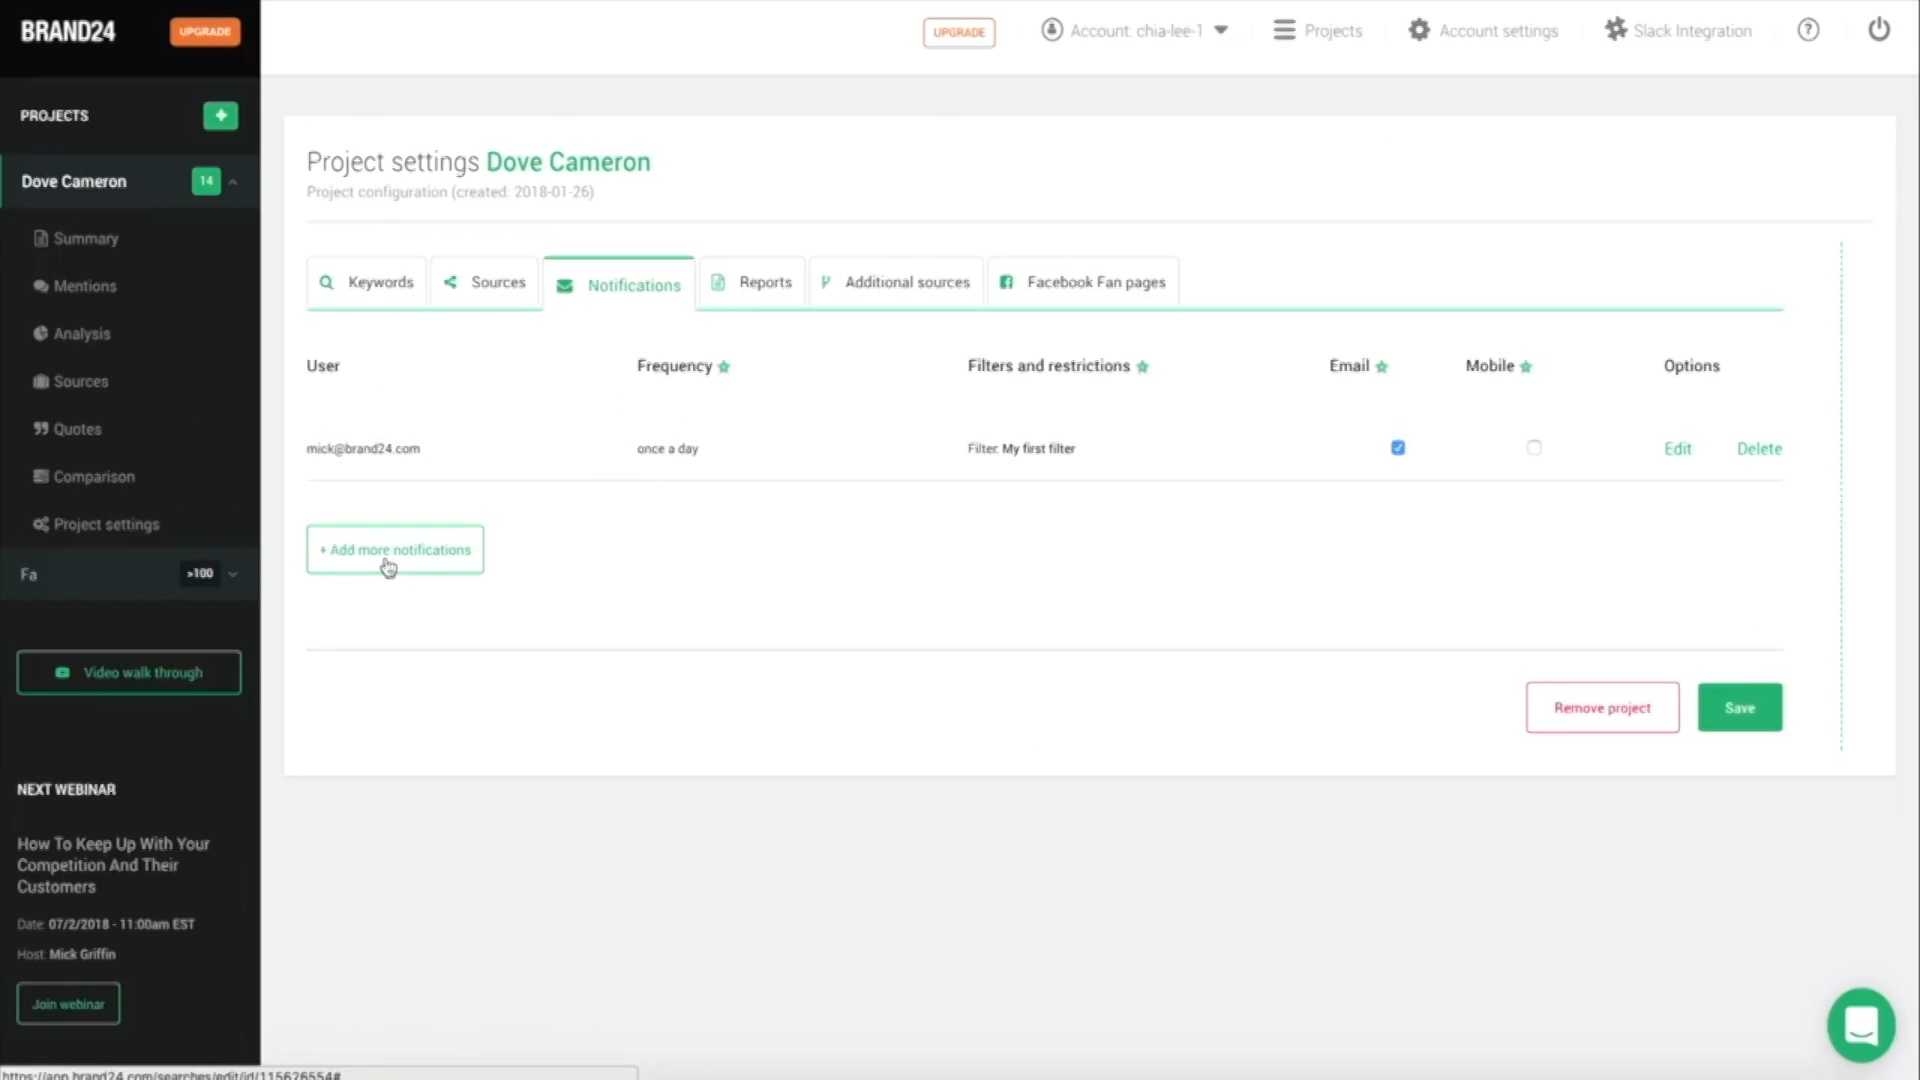 BRAND24
UPGRADE
UPGRADE
Account: chia-lee-1
Projects
Account settings
Slack Integration
?
PROJECTS
+
Dove Cameron
14
Summary
Mentions
Analysis
Sources
Quotes
Comparison
Project settings
Fa
>100
Video walk through
NEXT WEBINAR
How To Keep Up With Your
Competition And Their
Customers
Date: 07/2/2018 - 11:00am EST
Host: Mick Griffin
Join webinar
Project settings Dove Cameron
Project configuration (created: 2018-01-26)
Keywords
Sources
Notifications
Reports
Additional sources
Facebook Fan pages
User
Frequency
Filters and restrictions
Email
Mobile
Options
mick@brand24.com
once a day
Filter: My first filter
Edit
Delete
+ Add more notifications
Remove project
Save
https://app.brand24.com/searches/edit/id/115626554#